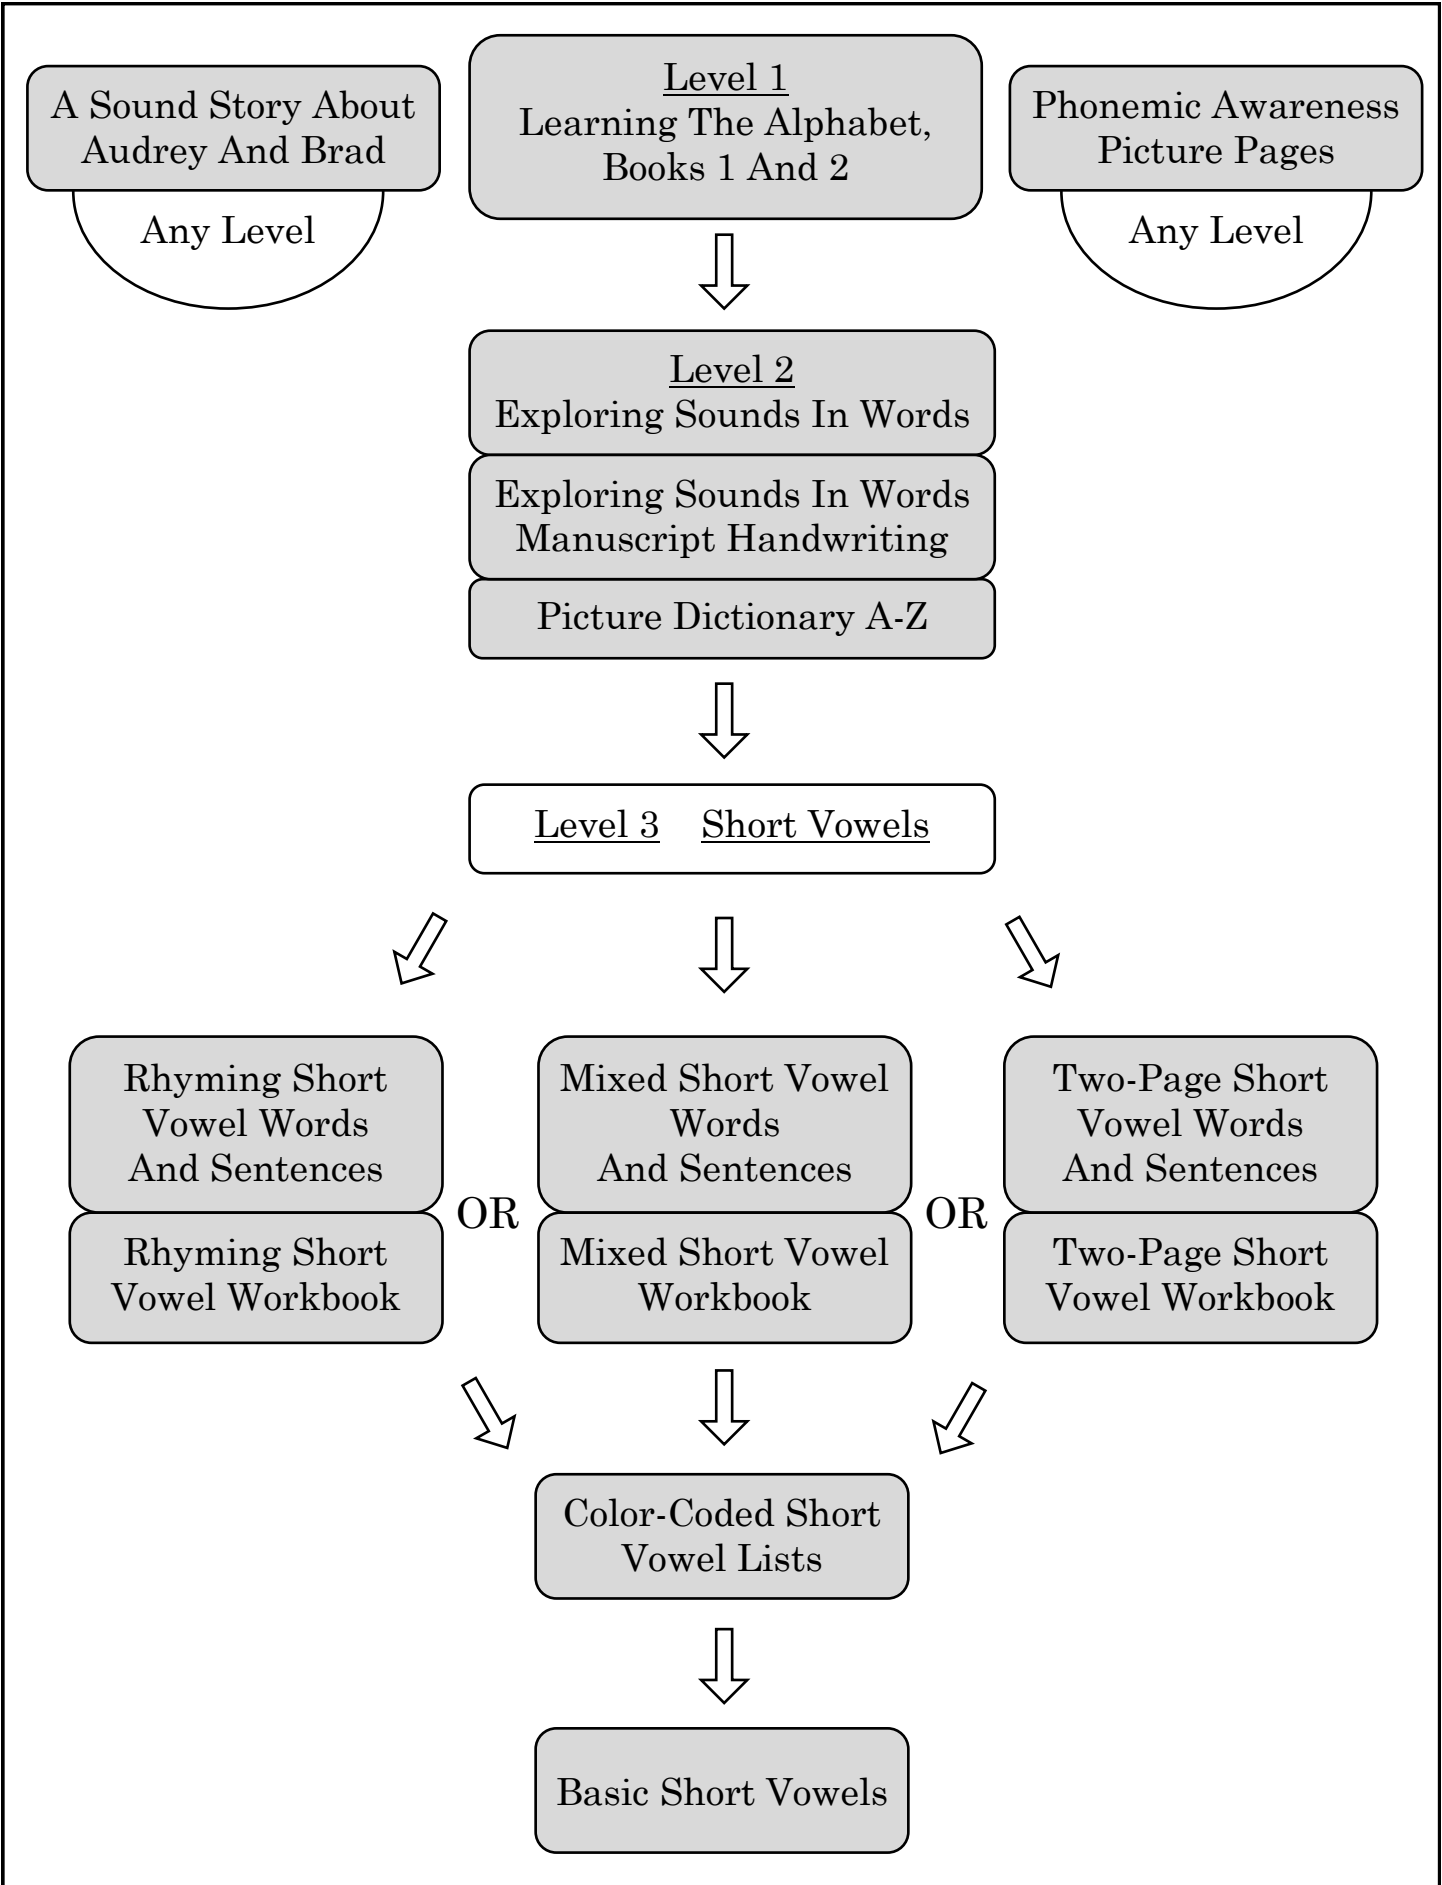 A Sound Story About
Audrey And Brad
Any Level
Level 1
Learning The Alphabet,
Books 1 And 2
Phonemic Awareness
Picture Pages
Any Level
Level 2
Exploring Sounds In Words
Exploring Sounds In Words
Manuscript Handwriting
Picture Dictionary A-Z
Level 3 Short Vowels
Rhyming Short
Vowel Words
And Sentences
Rhyming Short
Vowel Workbook
OR
Mixed Short Vowel
Words
And Sentences
Mixed Short Vowel
Workbook
OR
Two-Page Short
Vowel Words
And Sentences
Two-Page Short
Vowel Workbook
Color-Coded Short
Vowel Lists
Basic Short Vowels